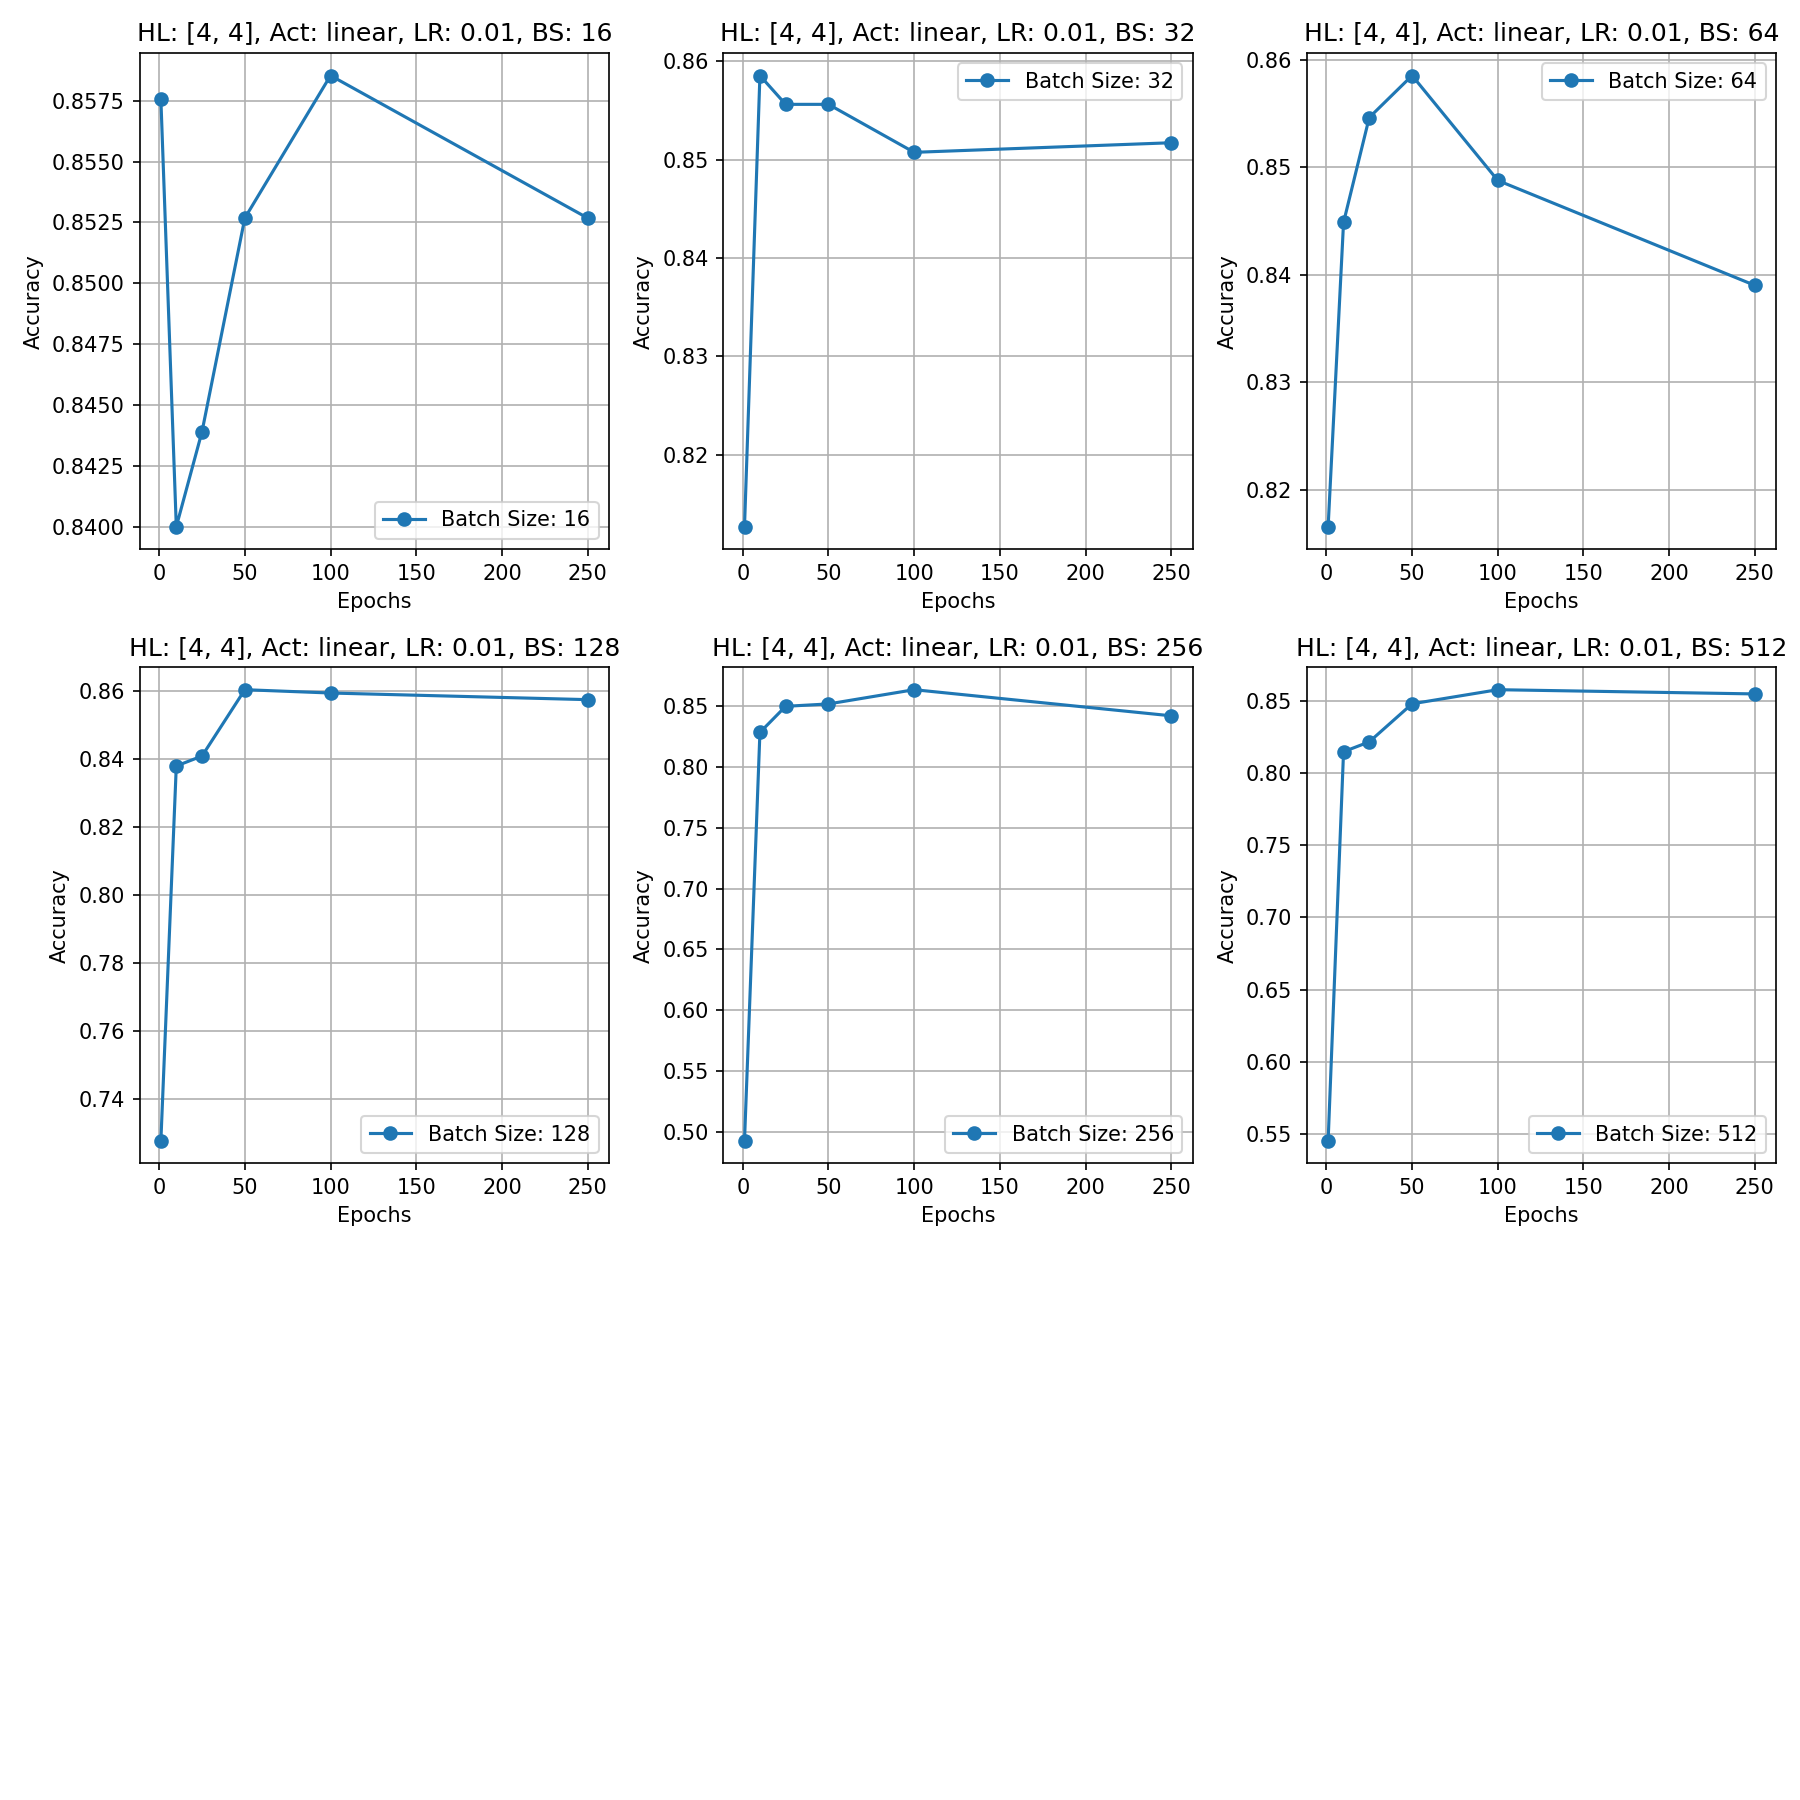 HL: [4, 4], Act: linear, LR: 0.01, BS: 16
Accuracy
0.8575
0.8550
0.8525
0.8500
0.8475
0.8450
0.8425
0.8400
Batch Size: 16
0 50 100 150 200 250
Epochs
HL: [4, 4], Act: linear, LR: 0.01, BS: 32
Accuracy
0.86
0.85
0.84
0.83
0.82
Batch Size: 32
0 50 100 150 200 250
Epochs
HL: [4, 4], Act: linear, LR: 0.01, BS: 64
Accuracy
0.86
0.85
0.84
0.83
0.82
Batch Size: 64
0 50 100 150 200 250
Epochs
HL: [4, 4], Act: linear, LR: 0.01, BS: 128
Accuracy
0.86
0.84
0.82
0.80
0.78
0.76
0.74
Batch Size: 128
0 50 100 150 200 250
Epochs
HL: [4, 4], Act: linear, LR: 0.01, BS: 256
Accuracy
0.85
0.80
0.75
0.70
0.65
0.60
0.55
0.50
Batch Size: 256
0 50 100 150 200 250
Epochs
HL: [4, 4], Act: linear, LR: 0.01, BS: 512
Accuracy
0.85
0.80
0.75
0.70
0.65
0.60
0.55
Batch Size: 512
0 50 100 150 200 250
Epochs